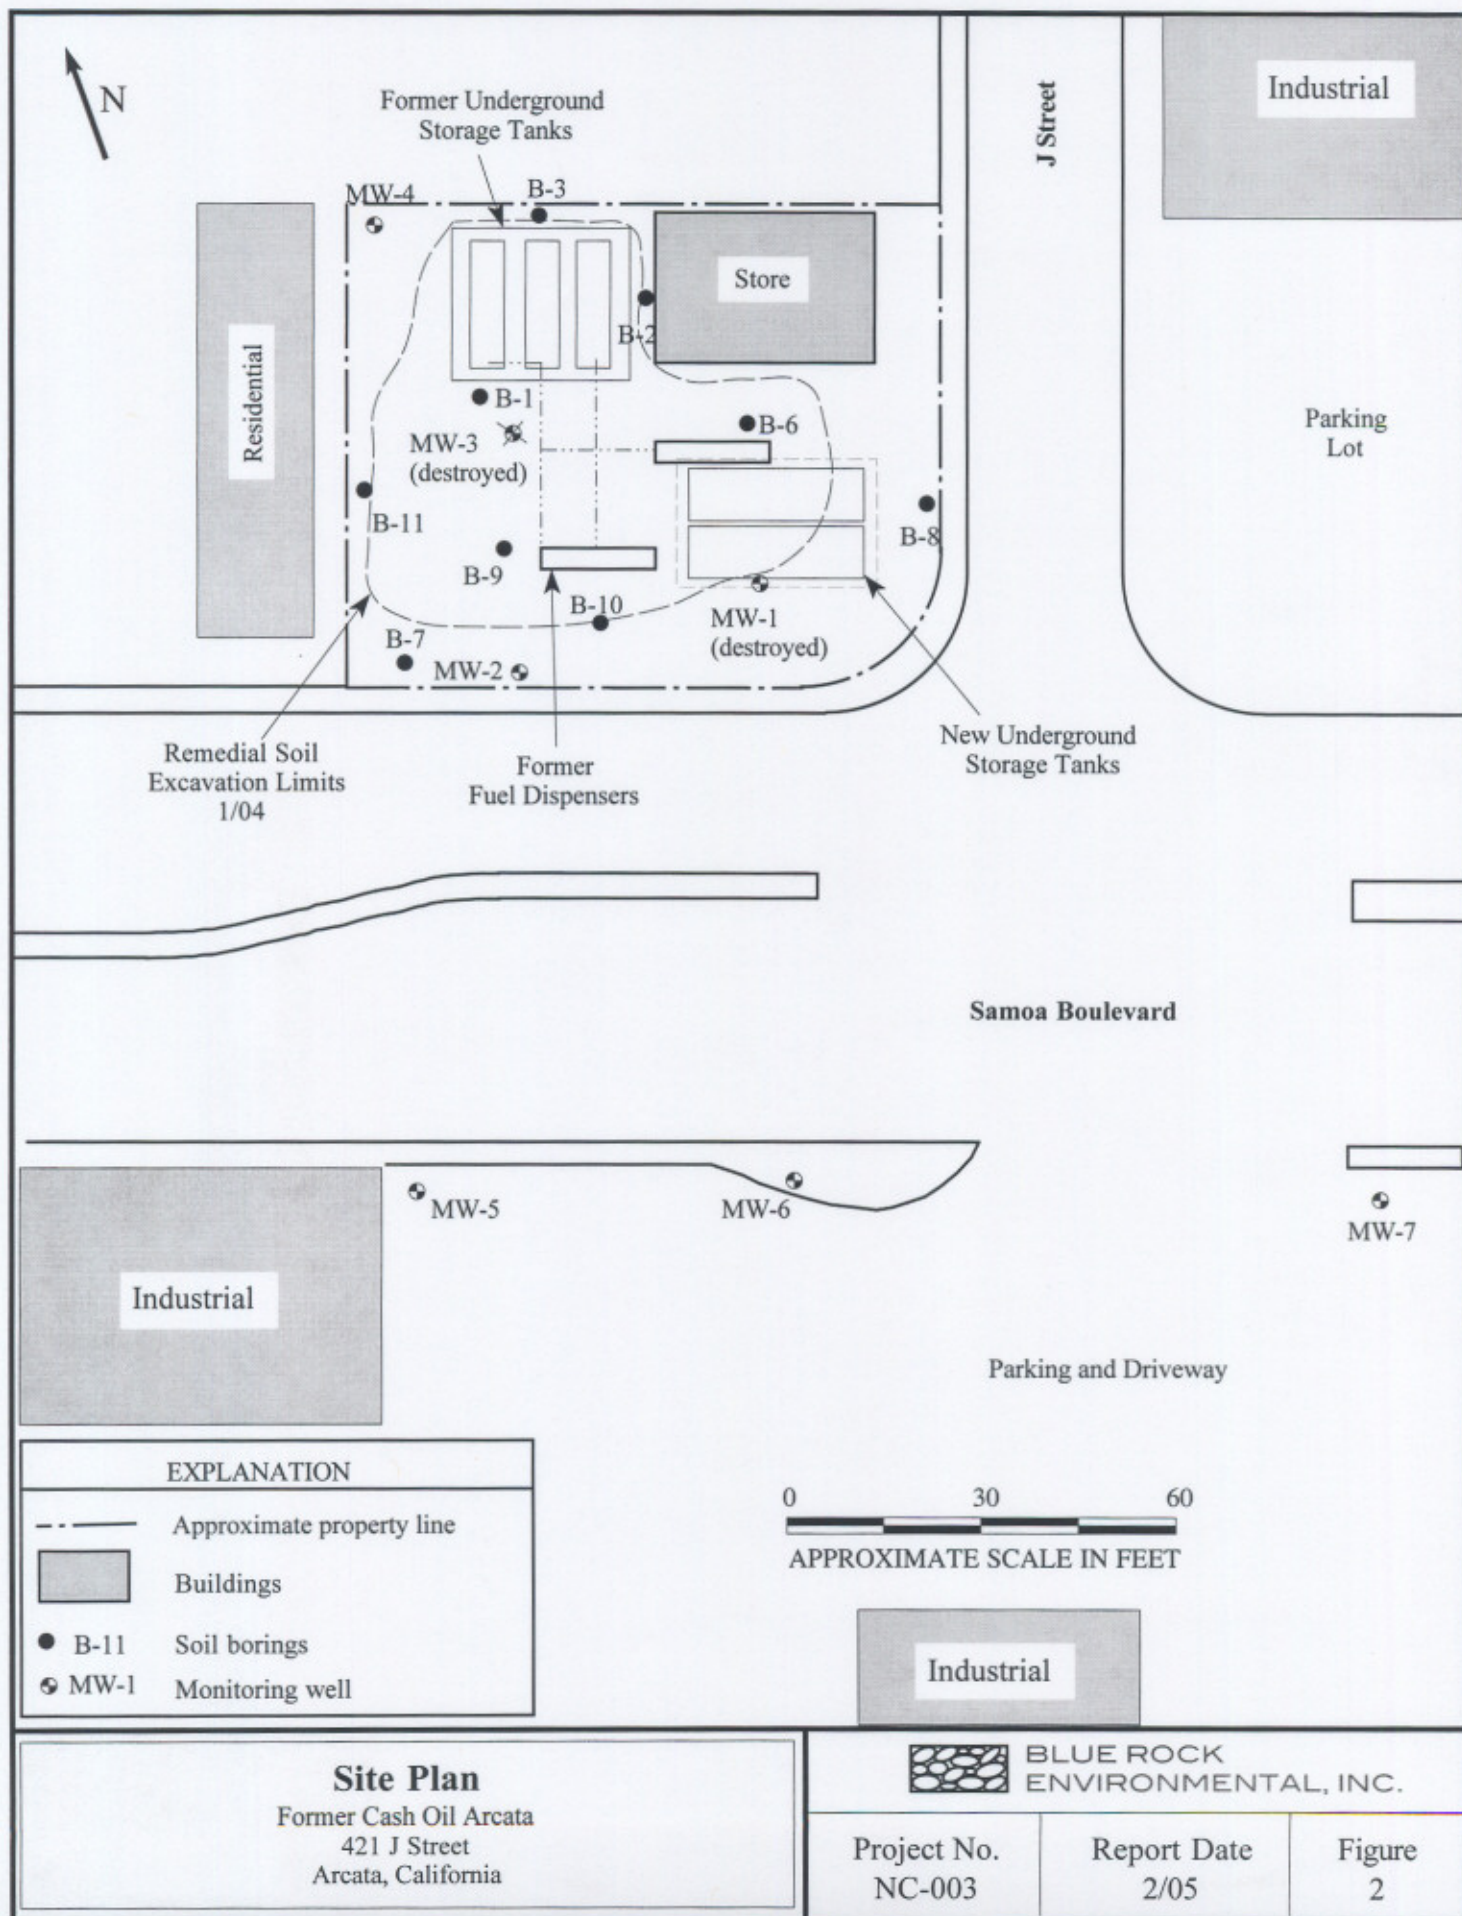 N
Former Underground
Storage Tanks
J Street
Industrial
MW-4
B-3
Store
B-2
Residential
B-1
MW-3
(destroyed)
B-6
Parking
Lot
B-11
B-8
B-9
B-10
MW-1
(destroyed)
B-7
MW-2
Remedial Soil
Excavation Limits
1/04
Former
Fuel Dispensers
New Underground
Storage Tanks
Samoa Boulevard
MW-5
MW-6
MW-7
Industrial
Parking and Driveway
EXPLANATION
Approximate property line
Buildings
B-11 Soil borings
MW-1 Monitoring well
0 30 60
APPROXIMATE SCALE IN FEET
Industrial
Site Plan
Former Cash Oil Arcata
421 J Street
Arcata, California
BLUE ROCK
ENVIRONMENTAL, INC.
Project No.
NC-003
Report Date
2/05
Figure
2